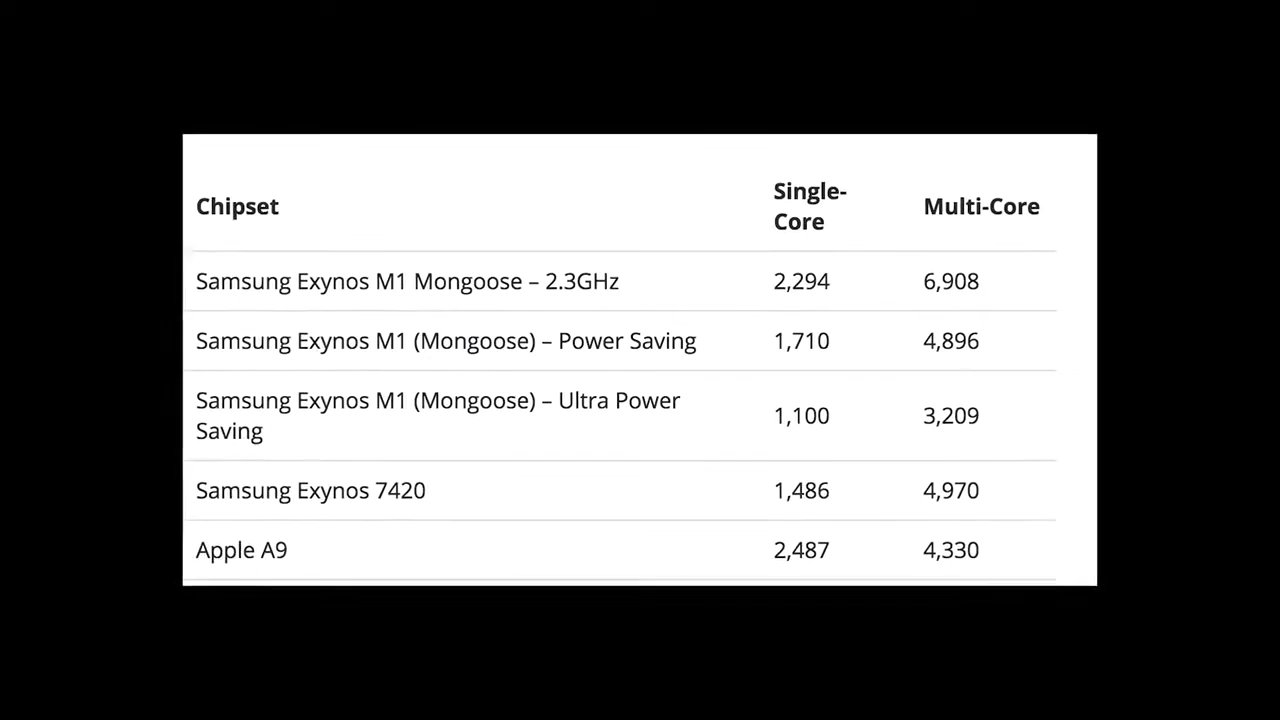 Chipset Single-Core Multi-Core
Samsung Exynos M1 Mongoose – 2.3GHz 2,294 6,908
Samsung Exynos M1 (Mongoose) – Power Saving 1,710 4,896
Samsung Exynos M1 (Mongoose) – Ultra Power
Saving 1,100 3,209
Samsung Exynos 7420 1,486 4,970
Apple A9 2,487 4,330